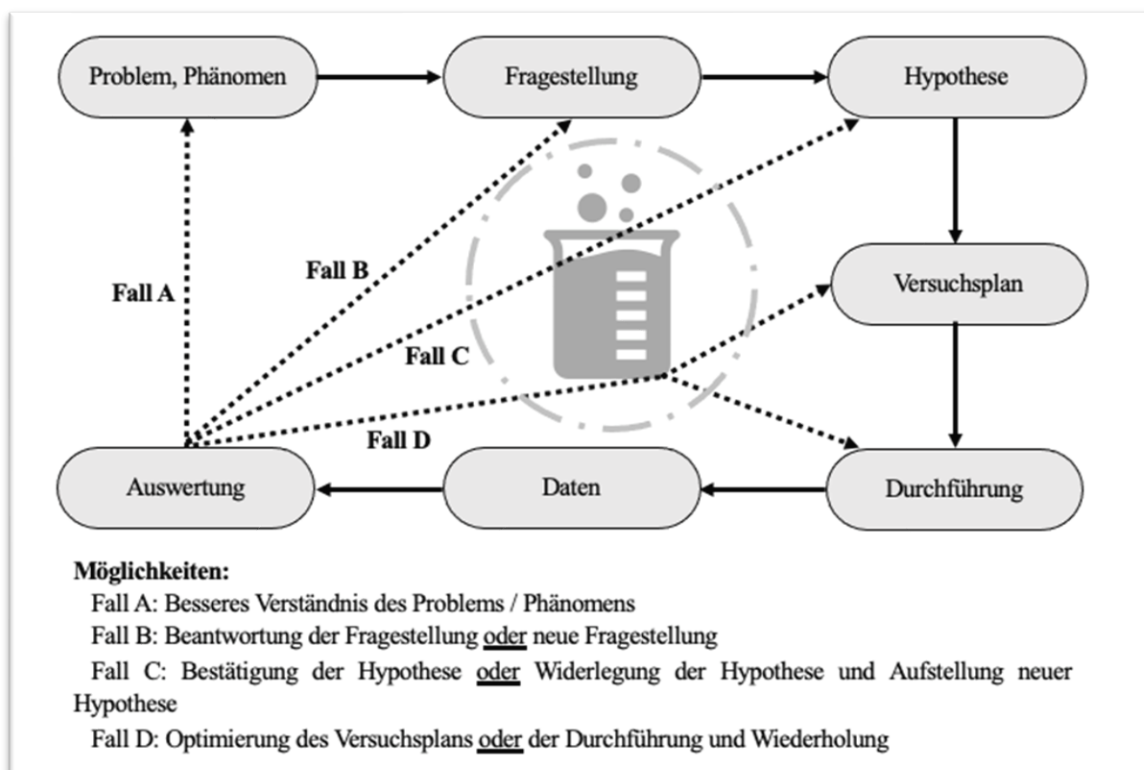 Problem, Phänomen
Fragestellung
Hypothese
Fall B
Fall A
Versuchsplan
Fall C
Fall D
Auswertung
Daten
Durchführung
Möglichkeiten:
Fall A: Besseres Verständnis des Problems / Phänomens
Fall B: Beantwortung der Fragestellung oder neue Fragestellung
Fall C: Bestätigung der Hypothese oder Widerlegung der Hypothese und Aufstellung neuer
Hypothese
Fall D: Optimierung des Versuchsplans oder der Durchführung und Wiederholung